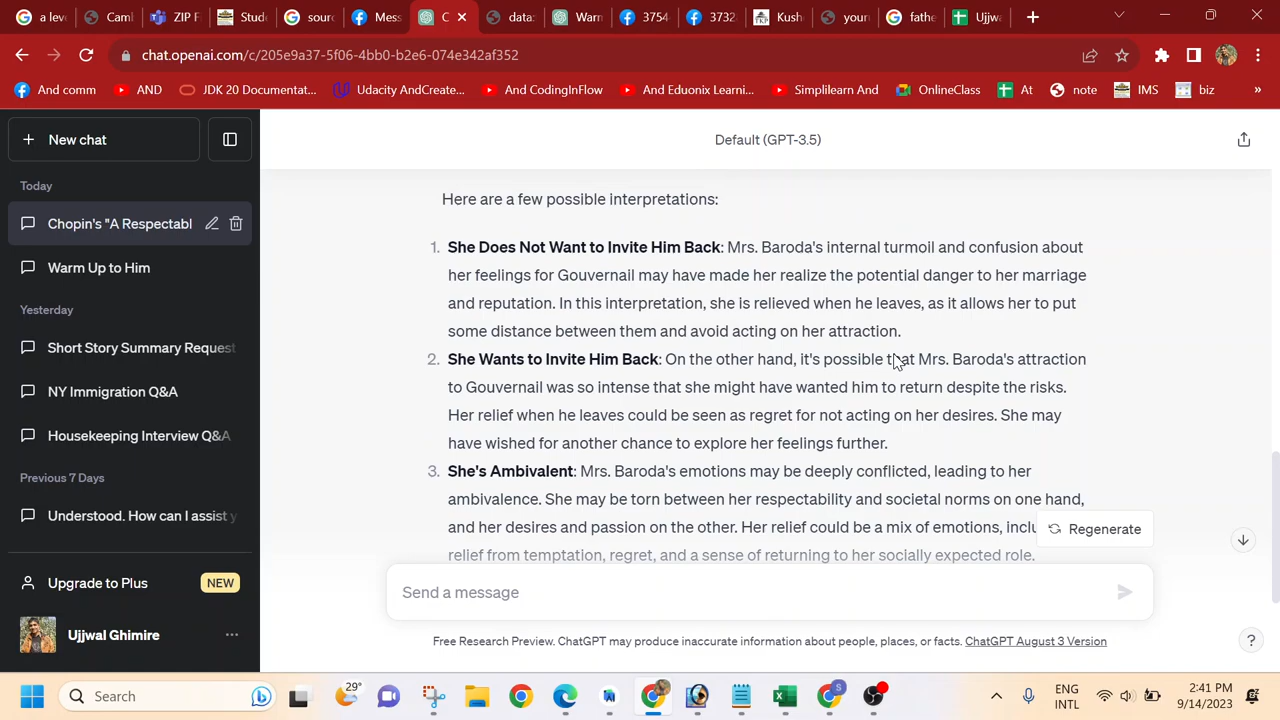 a leve
Camb
ZIP F
Stude
sourc
Mess
C
data:
Warn
3754
3732
Kush
your
fathe
Ujjwa
chat.openai.com/c/205e9a37-5f06-4bb0-b2e6-074e342af352
And comm
AND
JDK 20 Documentat...
Udacity AndCreate...
And CodingInFlow
And Eduonix Learni...
Simplilearn And
OnlineClass
At
note
IMS
biz
»
New chat
Default (GPT-3.5)
Today
Chopin's "A Respectabl
Warm Up to Him
Yesterday
Short Story Summary Request
NY Immigration Q&A
Housekeeping Interview Q&A
Previous 7 Days
Understood. How can I assist y
Upgrade to Plus
NEW
Ujjwal Ghimire
Here are a few possible interpretations:
1. She Does Not Want to Invite Him Back: Mrs. Baroda's internal turmoil and confusion about
her feelings for Gouvernail may have made her realize the potential danger to her marriage
and reputation. In this interpretation, she is relieved when he leaves, as it allows her to put
some distance between them and avoid acting on her attraction.
2. She Wants to Invite Him Back: On the other hand, it's possible that Mrs. Baroda's attraction
to Gouvernail was so intense that she might have wanted him to return despite the risks.
Her relief when he leaves could be seen as regret for not acting on her desires. She may
have wished for another chance to explore her feelings further.
3. She's Ambivalent: Mrs. Baroda's emotions may be deeply conflicted, leading to her
ambivalence. She may be torn between her respectability and societal norms on one hand,
and her desires and passion on the other. Her relief could be a mix of emotions, inclu
relief from temptation, regret, and a sense of returning to her socially expected role.
Regenerate
Send a message
Free Research Preview. ChatGPT may produce inaccurate information about people, places, or facts. ChatGPT August 3 Version
?
Search
29°
ENG
INTL
2:41 PM
9/14/2023